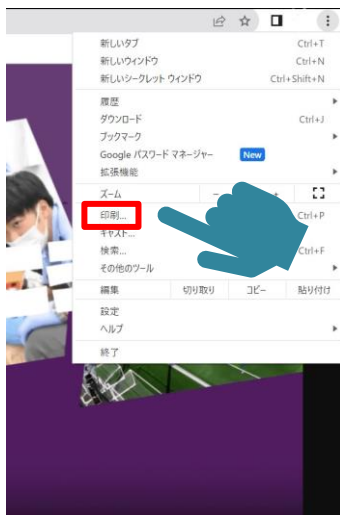 新しいタブ Ctrl+T
新しいウィンドウ Ctrl+N
新しいシークレット ウィンドウ Ctrl+Shift+N
履歴
ダウンロード Ctrl+J
ブックマーク
Google パスワード マネージャー New
拡張機能
ズーム − +
印刷... Ctrl+P
キャスト...
検索... Ctrl+F
その他のツール
編集 切り取り コピー 貼り付け
設定
ヘルプ
終了